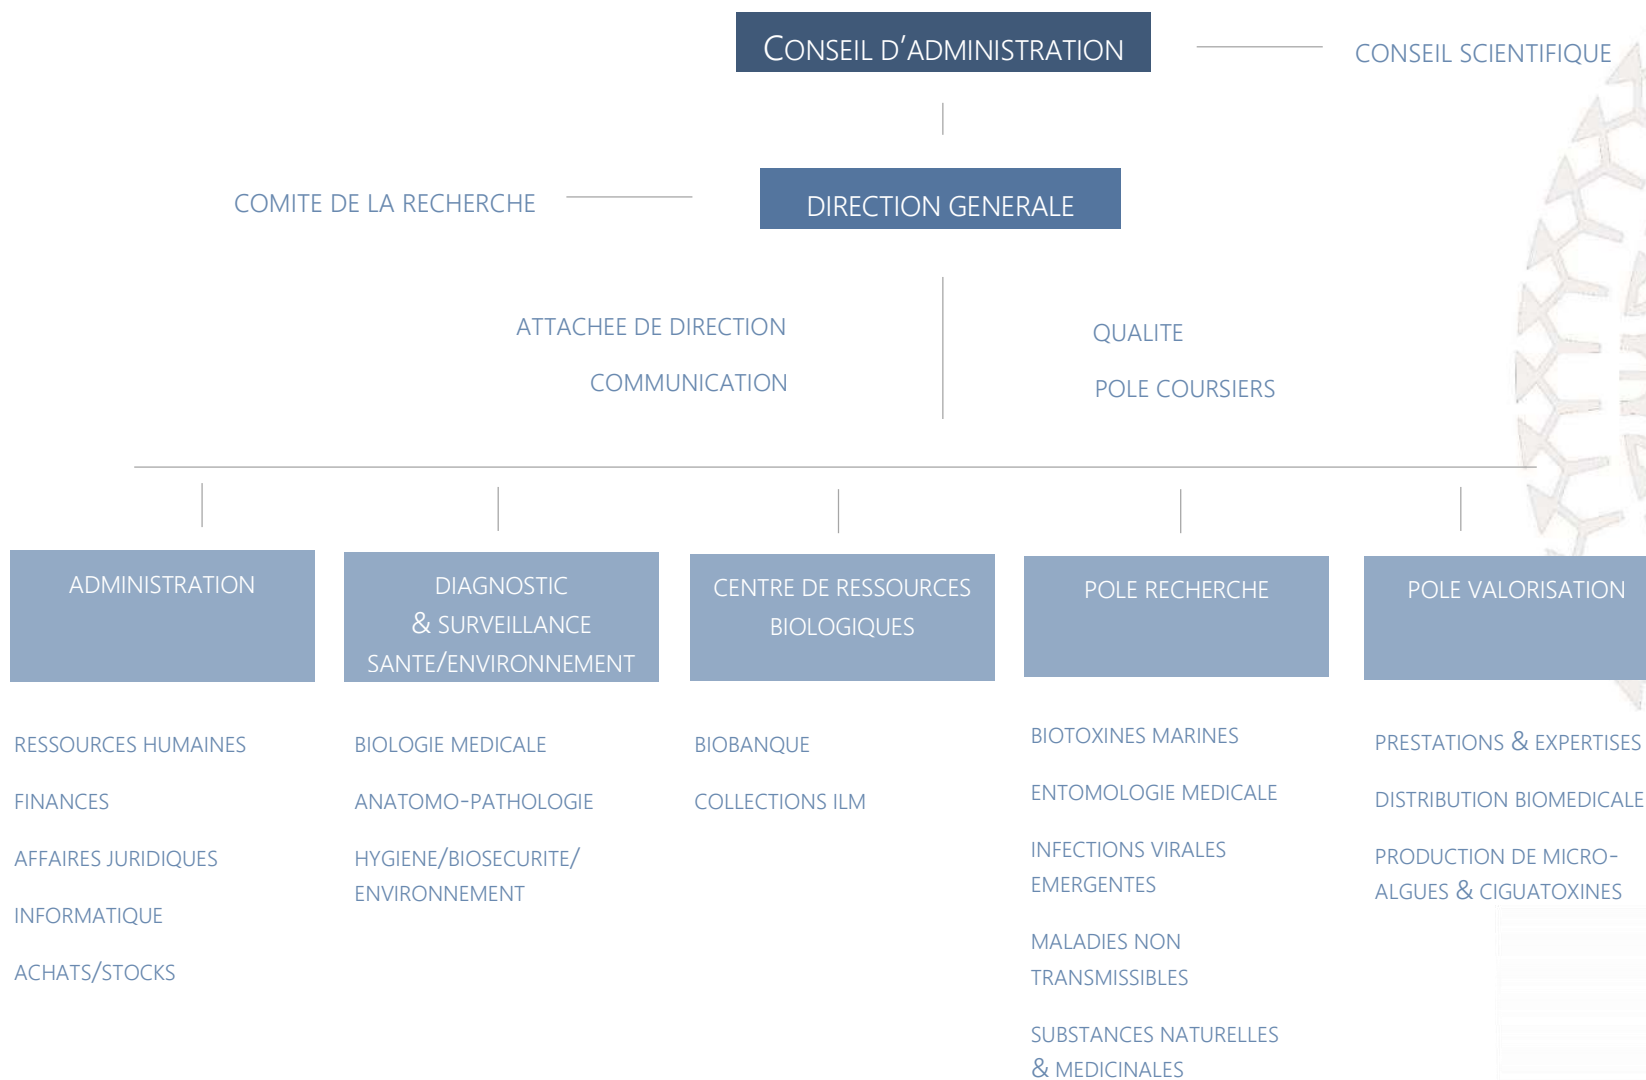 CONSEIL D'ADMINISTRATION
CONSEIL SCIENTIFIQUE
COMITE DE LA RECHERCHE
DIRECTION GENERALE
ATTACHEE DE DIRECTION
COMMUNICATION
QUALITE
POLE COURSIERS
ADMINISTRATION
RESSOURCES HUMAINES
FINANCES
AFFAIRES JURIDIQUES
INFORMATIQUE
ACHATS/STOCKS
DIAGNOSTIC
& SURVEILLANCE
SANTE/ENVIRONNEMENT
BIOLOGIE MEDICALE
ANATOMO-PATHOLOGIE
HYGIENE/BIOSECURITE/
ENVIRONNEMENT
CENTRE DE RESSOURCES
BIOLOGIQUES
BIOBANQUE
COLLECTIONS ILM
POLE RECHERCHE
BIOTOXINES MARINES
ENTOMOLOGIE MEDICALE
INFECTIONS VIRALES
EMERGENTES
MALADIES NON
TRANSMISSIBLES
SUBSTANCES NATURELLES
& MEDICINALES
POLE VALORISATION
PRESTATIONS & EXPERTISES
DISTRIBUTION BIOMEDICALE
PRODUCTION DE MICRO-
ALGUES & CIGUATOXINES